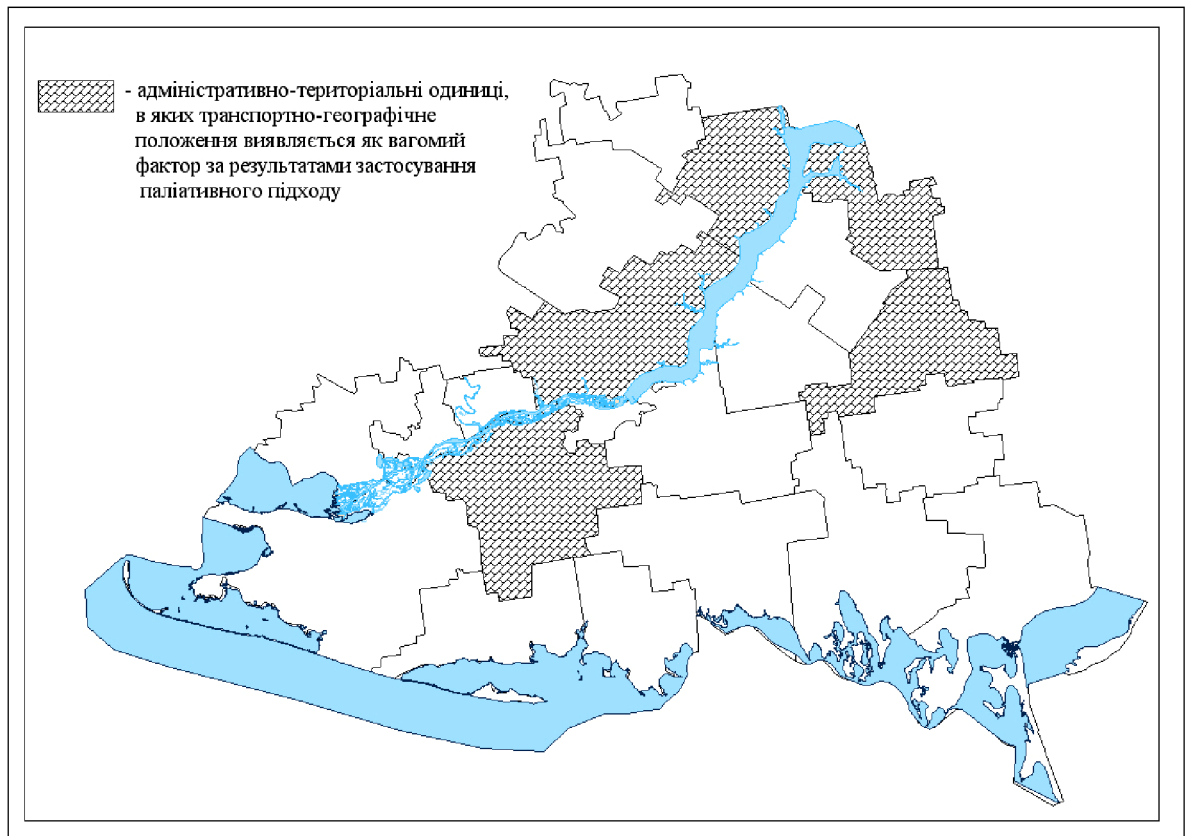 - адміністративно-територіальні одиниці,
в яких транспортно-географічне
положення виявляється як вагомий
фактор за результатами застосування
паліативного підходу